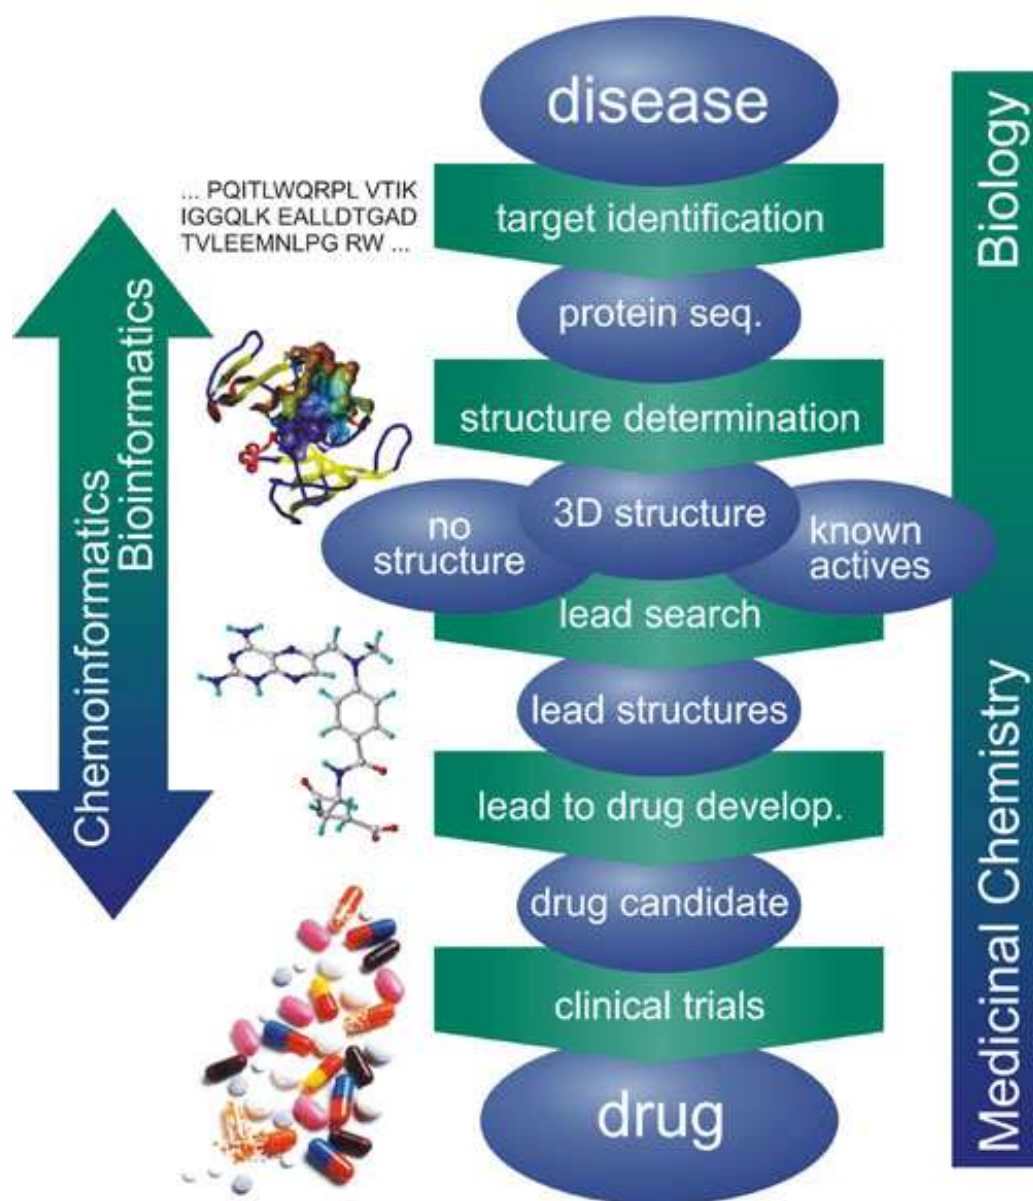 disease
... PQITLWQRPL VTIK
IGGQLK EALLDTGAD
TVLEEMNLPG RW ...
target identification
protein seq.
structure determination
no
structure
3D structure
known
actives
lead search
lead structures
lead to drug develop.
drug candidate
clinical trials
drug
Chemoinformatics
Bioinformatics
Biology
Medicinal Chemistry